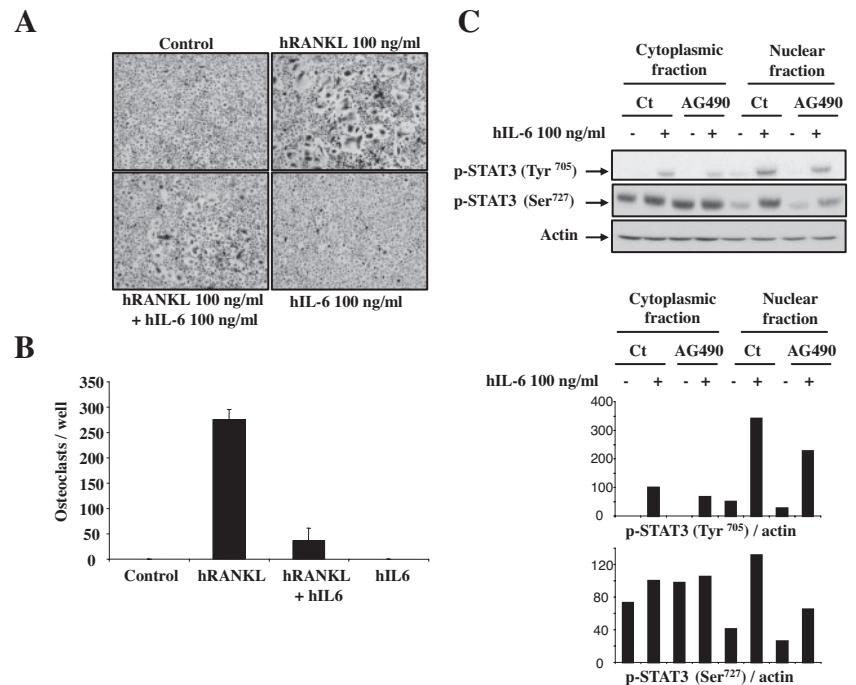 A
Control
hRANKL 100 ng/ml
hRANKL 100 ng/ml
+ hIL-6 100 ng/ml
hIL-6 100 ng/ml
B
Osteoclasts / well
350
300
250
200
150
100
50
0
Control
hRANKL
hRANKL
+ hIL6
hIL6
C
Cytoplasmic
fraction
Nuclear
fraction
Ct
AG490
Ct
AG490
hIL-6 100 ng/ml
- + - + - + - +
p-STAT3 (Tyr 705)
p-STAT3 (Ser727)
Actin
Cytoplasmic
fraction
Nuclear
fraction
Ct
AG490
Ct
AG490
hIL-6 100 ng/ml
- + - + - + - +
400
300
200
100
0
p-STAT3 (Tyr 705) / actin
120
80
40
0
p-STAT3 (Ser727) / actin